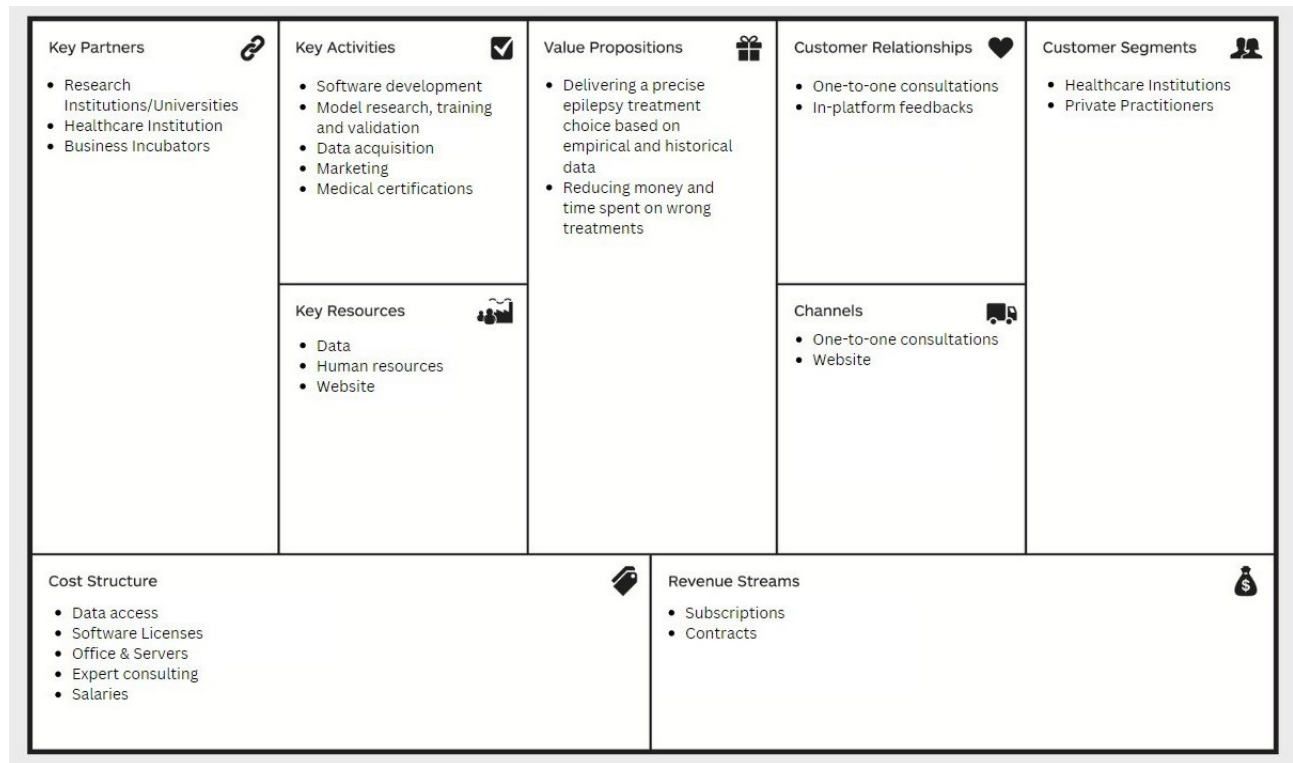 Key Partners
Research
Institutions/Universities
Healthcare Institution
Business Incubators
Key Activities
Software development
Model research, training
and validation
Data acquisition
Marketing
Medical certifications
Key Resources
Data
Human resources
Website
Value Propositions
Delivering a precise
epilepsy treatment
choice based on
empirical and historical
data
Reducing money and
time spent on wrong
treatments
Customer Relationships
One-to-one consultations
In-platform feedbacks
Channels
One-to-one consultations
Website
Customer Segments
Healthcare Institutions
Private Practitioners
Cost Structure
Data access
Software Licenses
Office & Servers
Expert consulting
Salaries
Revenue Streams
$
Subscriptions
Contracts